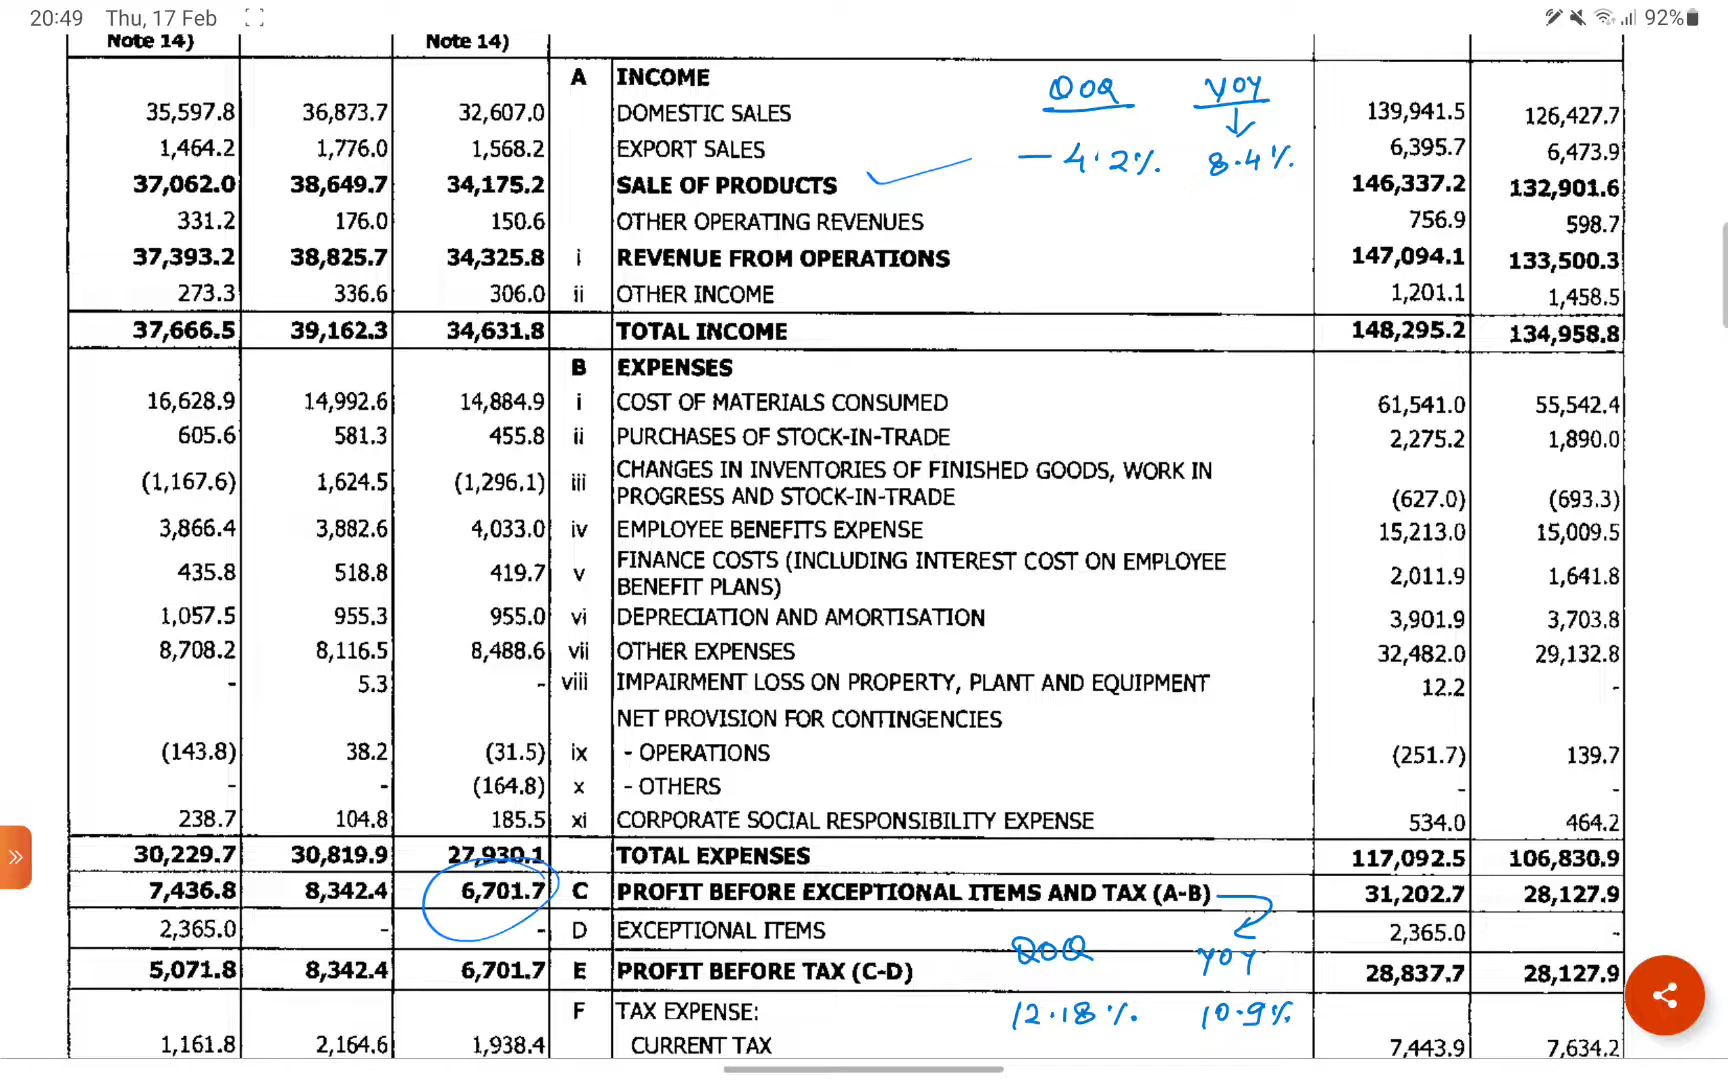 20:49 Thu, 17 Feb 92%
Note 14) Note 14)
A INCOME QOQ YOY
35,597.8 36,873.7 32,607.0 DOMESTIC SALES 139,941.5 126,427.7
1,464.2 1,776.0 1,568.2 EXPORT SALES - 4.2% 8.4% 6,395.7 6,473.9
37,062.0 38,649.7 34,175.2 SALE OF PRODUCTS 146,337.2 132,901.6
331.2 176.0 150.6 OTHER OPERATING REVENUES 756.9 598.7
37,393.2 38,825.7 34,325.8 i REVENUE FROM OPERATIONS 147,094.1 133,500.3
273.3 336.6 306.0 ii OTHER INCOME 1,201.1 1,458.5
37,666.5 39,162.3 34,631.8 TOTAL INCOME 148,295.2 134,958.8
B EXPENSES
16,628.9 14,992.6 14,884.9 i COST OF MATERIALS CONSUMED 61,541.0 55,542.4
605.6 581.3 455.8 ii PURCHASES OF STOCK-IN-TRADE 2,275.2 1,890.0
CHANGES IN INVENTORIES OF FINISHED GOODS, WORK IN
(1,167.6) 1,624.5 (1,296.1) iii PROGRESS AND STOCK-IN-TRADE (627.0) (693.3)
3,866.4 3,882.6 4,033.0 iv EMPLOYEE BENEFITS EXPENSE 15,213.0 15,009.5
FINANCE COSTS (INCLUDING INTEREST COST ON EMPLOYEE
435.8 518.8 419.7 v BENEFIT PLANS) 2,011.9 1,641.8
1,057.5 955.3 955.0 vi DEPRECIATION AND AMORTISATION 3,901.9 3,703.8
8,708.2 8,116.5 8,488.6 vii OTHER EXPENSES 32,482.0 29,132.8
- 5.3 - viii IMPAIRMENT LOSS ON PROPERTY, PLANT AND EQUIPMENT 12.2 -
NET PROVISION FOR CONTINGENCIES
(143.8) 38.2 (31.5) ix - OPERATIONS (251.7) 139.7
- - (164.8) x - OTHERS - -
238.7 104.8 185.5 xi CORPORATE SOCIAL RESPONSIBILITY EXPENSE 534.0 464.2
30,229.7 30,819.9 27,930.1 TOTAL EXPENSES 117,092.5 106,830.9
7,436.8 8,342.4 6,701.7 C PROFIT BEFORE EXCEPTIONAL ITEMS AND TAX (A-B) 31,202.7 28,127.9
2,365.0 - - D EXCEPTIONAL ITEMS 2,365.0 -
QOQ YOY
5,071.8 8,342.4 6,701.7 E PROFIT BEFORE TAX (C-D) 28,837.7 28,127.9
F TAX EXPENSE: 12.18% 10.9%
1,161.8 2,164.6 1,938.4 CURRENT TAX 7,443.9 7,634.2